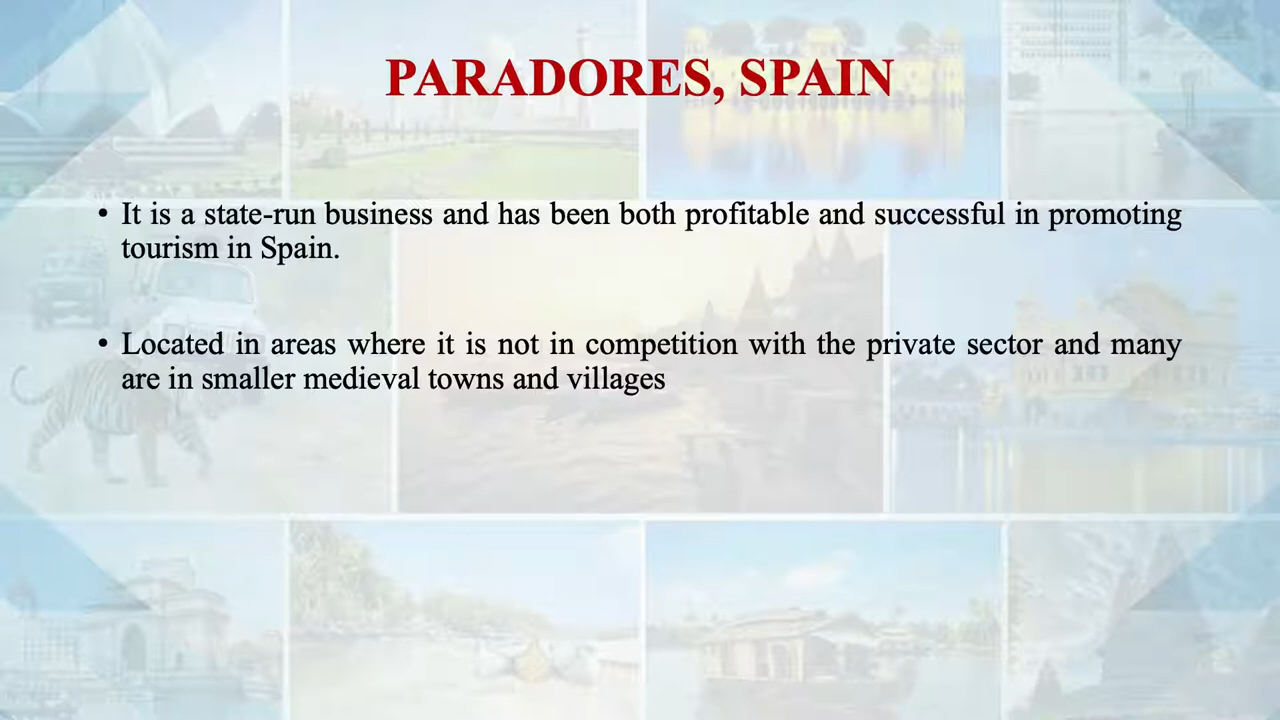 PARADORES, SPAIN
• It is a state-run business and has been both profitable and successful in promoting
tourism in Spain.
• Located in areas where it is not in competition with the private sector and many
are in smaller medieval towns and villages